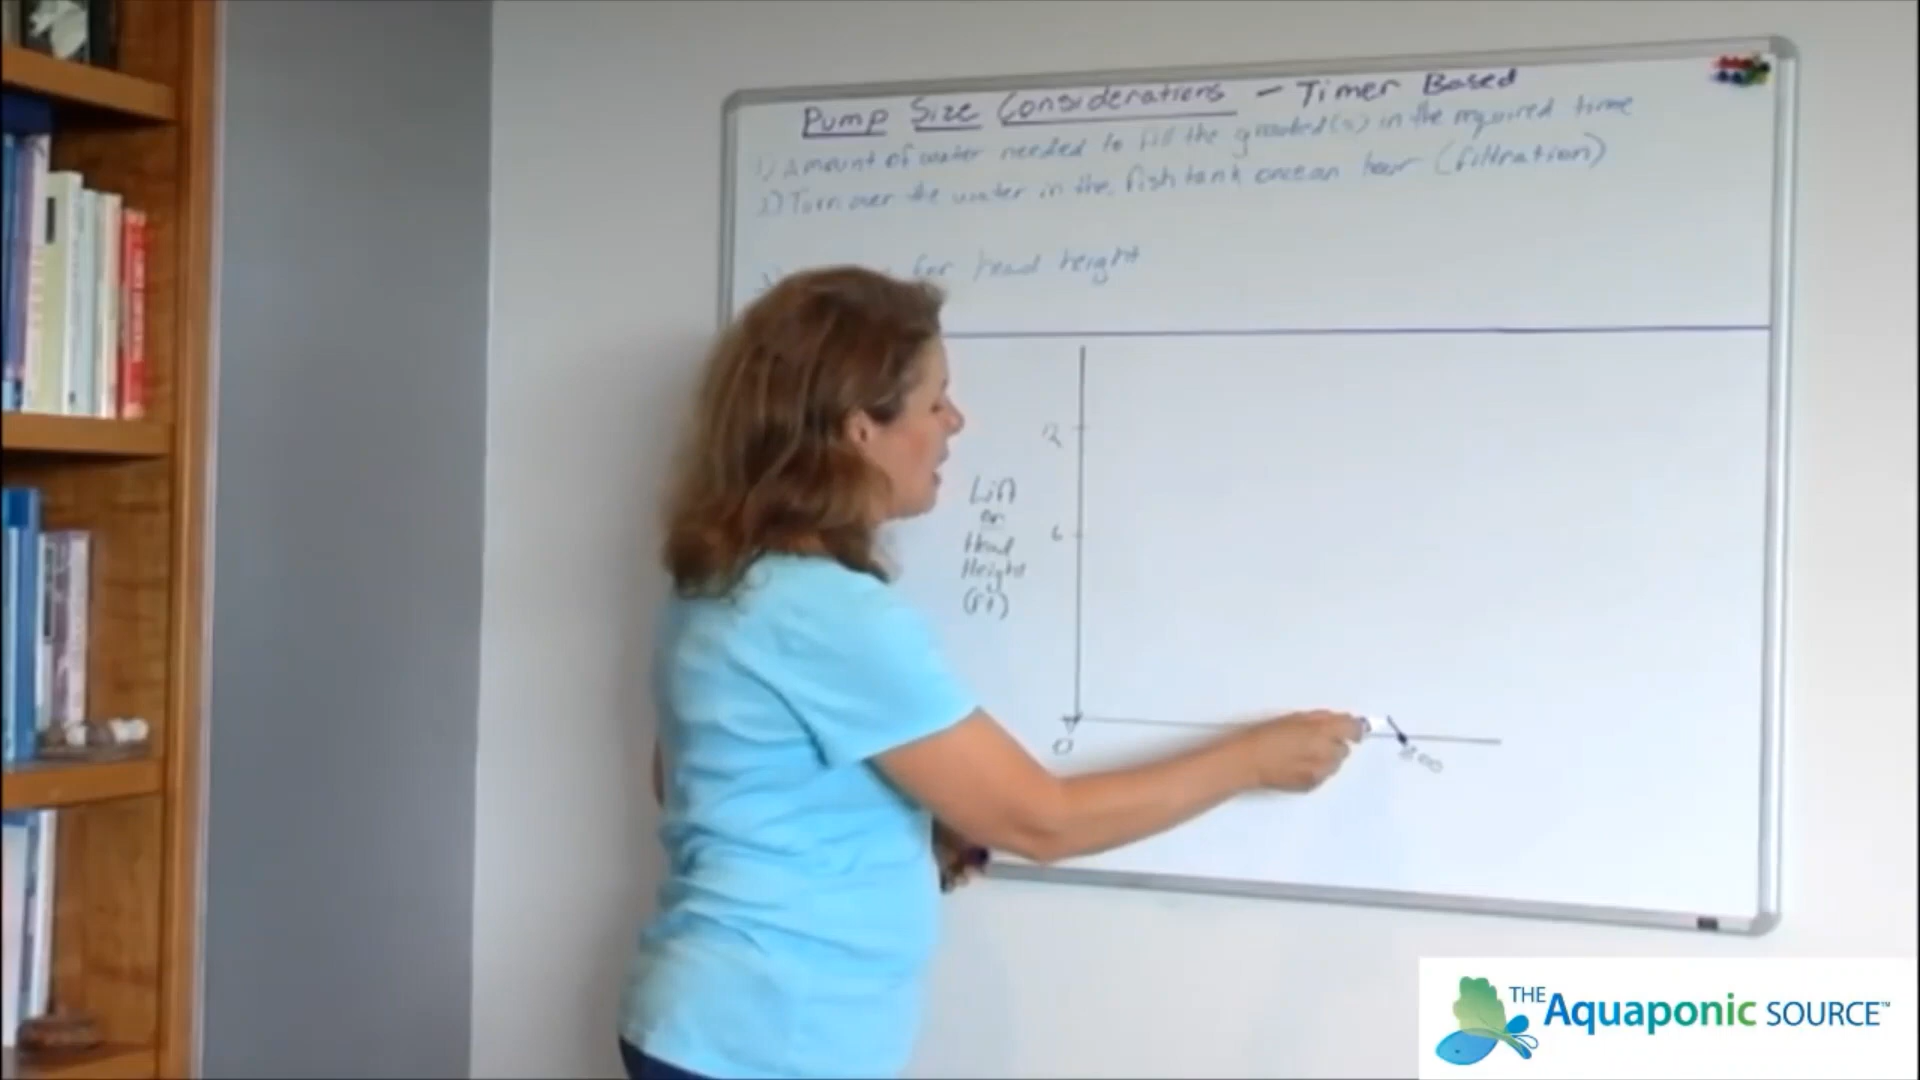 Pump Size Considerations - Timer Based
1) Amount of water needed to fill the growbed(s) in the required time
2) Turn over the water in the fish tank once an hour (filtration)
for head height
12
Lift
or
Head
Height
(ft)
6
0
800
THE Aquaponic SOURCE™